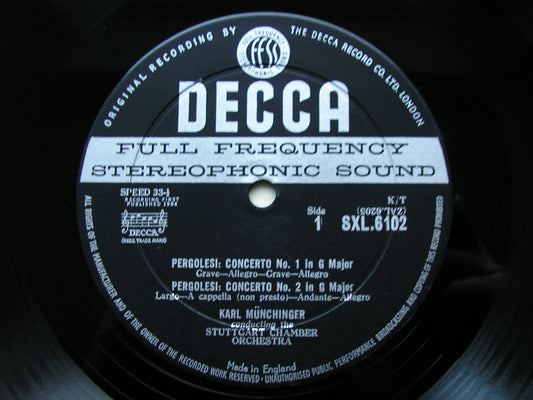 ORIGINAL RECORDING BY THE DECCA RECORD CO. LTD. LONDON
FFSS
DECCA
FULL FREQUENCY
STEREOPHONIC SOUND
SPEED 33⅓
RECORDING FIRST
PUBLISHED 1963
DECCA
(REGD. TRADE MARK)
K/T
(ZAL.6205)
Side
1 SXL.6102
PERGOLESI: CONCERTO No. 1 in G Major
Grave—Allegro—Grave—Allegro
PERGOLESI: CONCERTO No. 2 in G Major
Largo—A cappella (non presto)—Andante—Allegro
KARL MÜNCHINGER
conducting the
STUTTGART CHAMBER
ORCHESTRA
Made in England
ALL RIGHTS OF THE MANUFACTURER AND OF THE OWNER OF THE RECORDED WORK RESERVED · UNAUTHORISED PUBLIC PERFORMANCE BROADCASTING AND COPYING OF THIS RECORD PROHIBITED